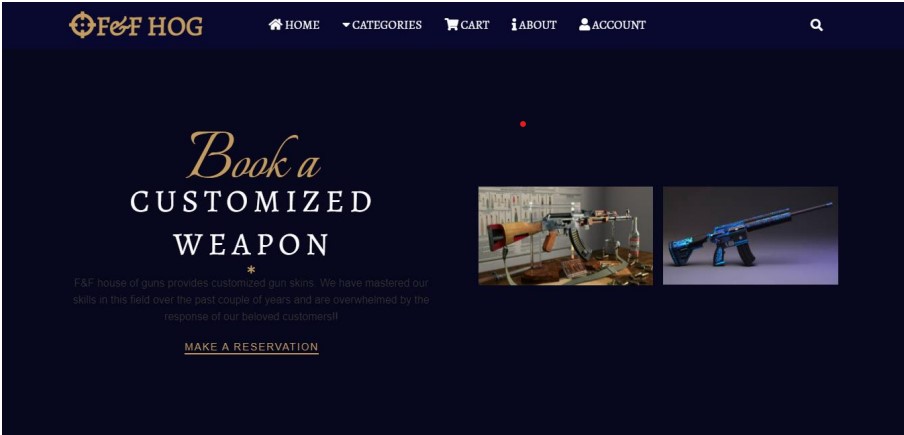 F&F HOG
HOME
CATEGORIES
CART
ABOUT
ACCOUNT
Book a
CUSTOMIZED
WEAPON
*
F&F house of guns provides customized gun skins. We have mastered our
skills in this field over the past couple of years and are overwhelmed by the
response of our beloved customers!!
MAKE A RESERVATION